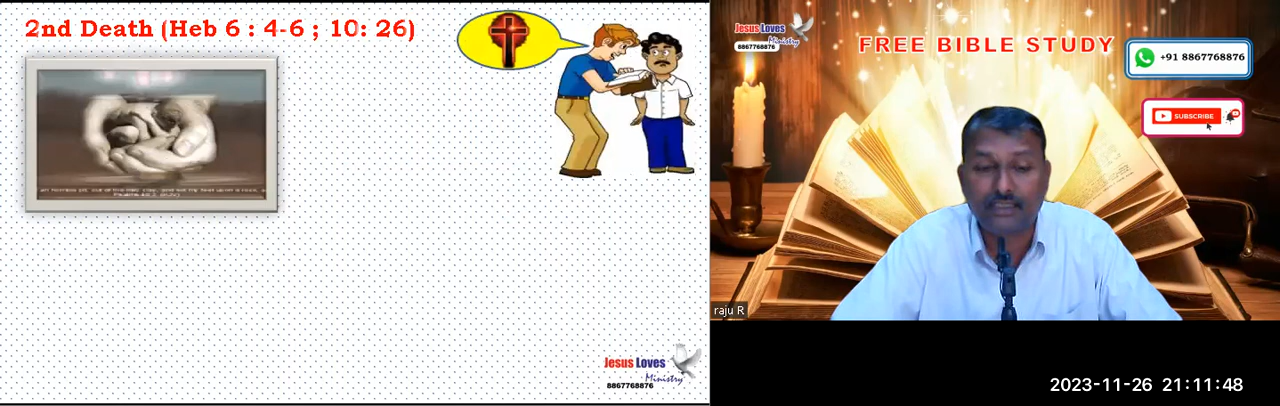 2nd Death (Heb 6 : 4-6 ; 10: 26)
Jesus Loves
Ministry
8867768876
Jesus Loves
Ministry
8867768876
FREE BIBLE STUDY
+91 8867768876
SUBSCRIBE
raju R
2023-11-26 21:11:48